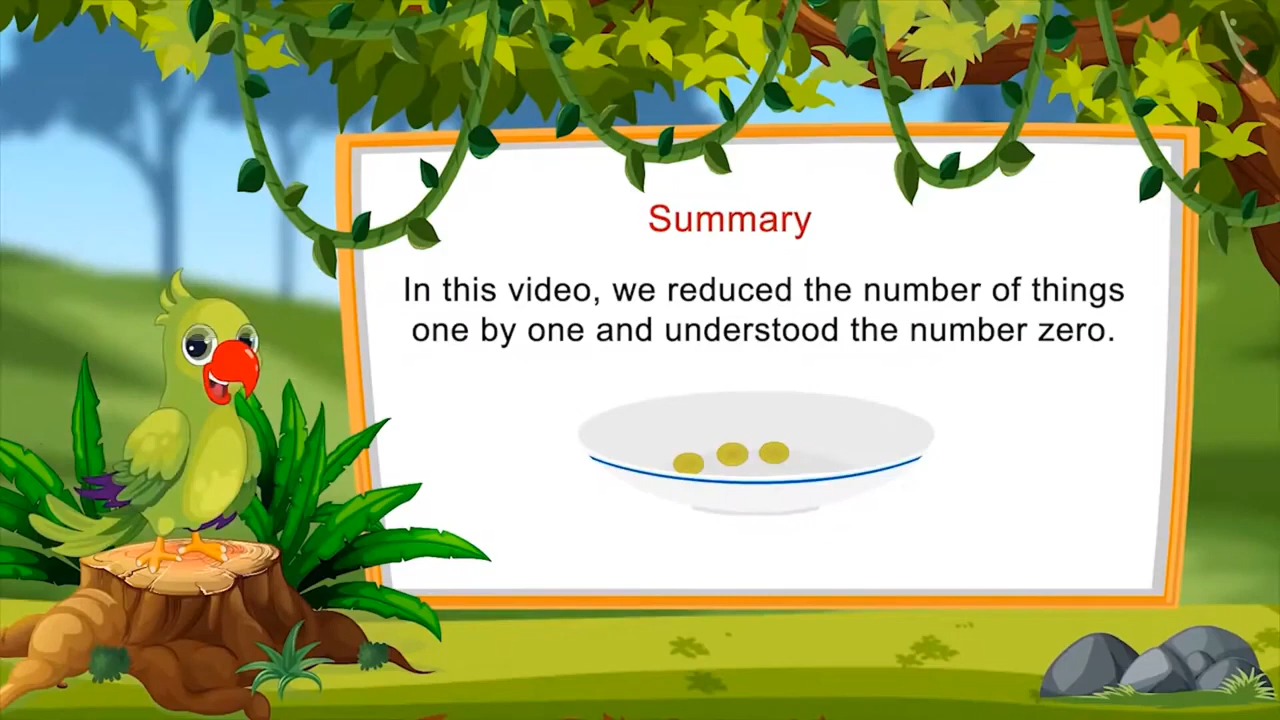 Summary
In this video, we reduced the number of things
one by one and understood the number zero.